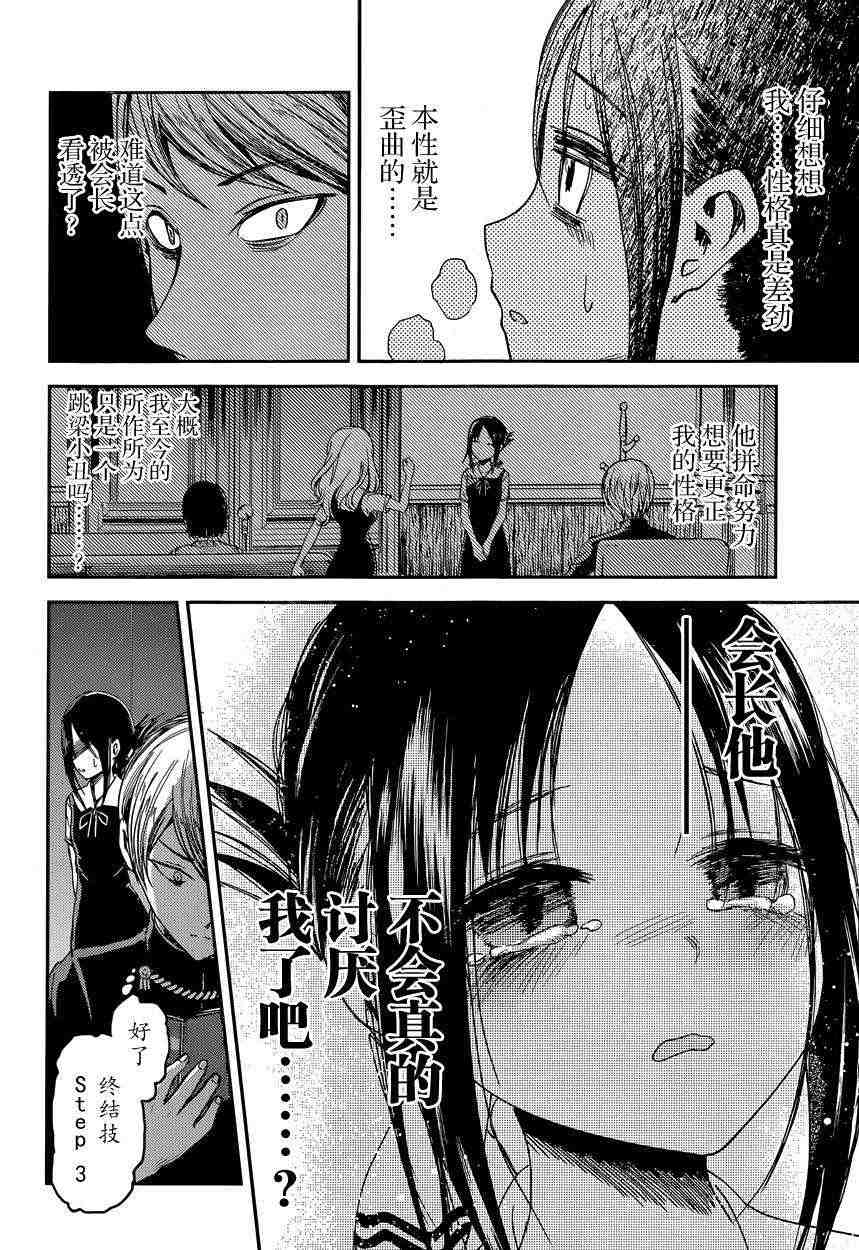 仔细想想
我……性格真是差劲
本性就是
歪曲的……
难道这点
被会长
看透了？
他拼命努力
想要更正
我的性格
大概
我至今的
所作所为
只是一个
跳梁小丑吗……？
会长他
不会真的
讨厌
我了吧……？
好了
终结技
Step 3